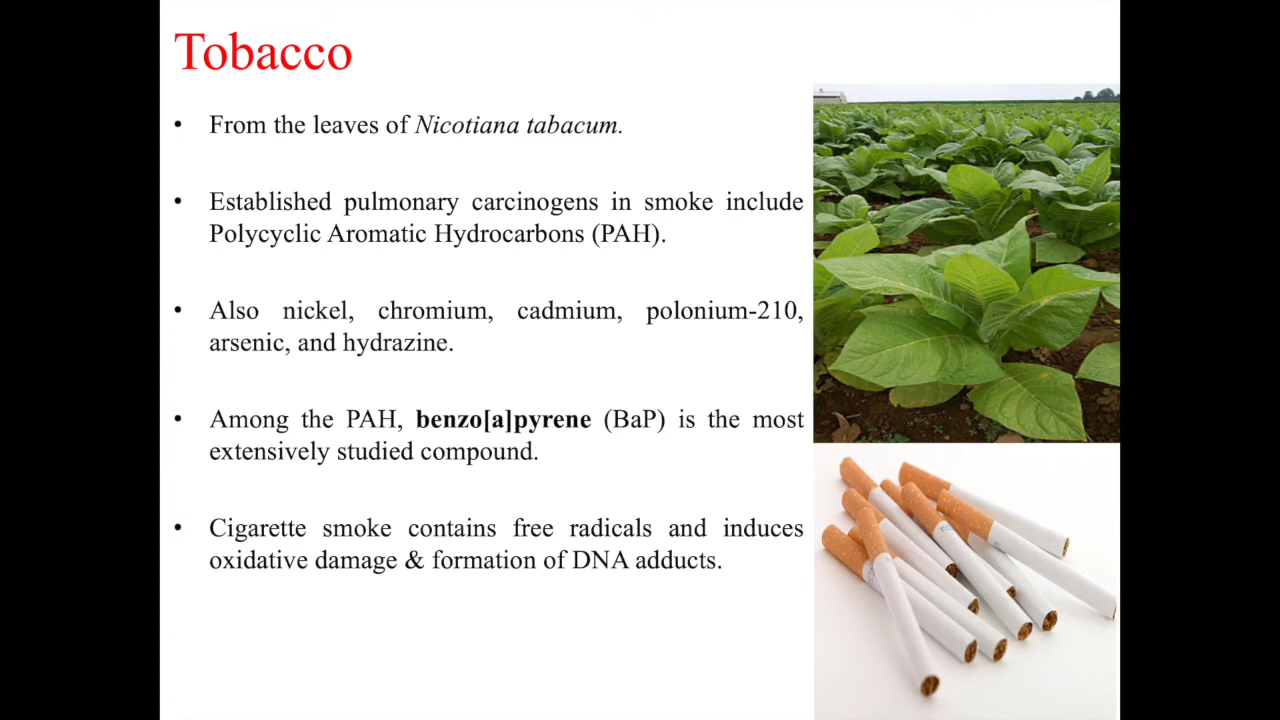 Tobacco
• From the leaves of Nicotiana tabacum.
• Established pulmonary carcinogens in smoke include
Polycyclic Aromatic Hydrocarbons (PAH).
• Also nickel, chromium, cadmium, polonium-210,
arsenic, and hydrazine.
• Among the PAH, benzo[a]pyrene (BaP) is the most
extensively studied compound.
• Cigarette smoke contains free radicals and induces
oxidative damage & formation of DNA adducts.